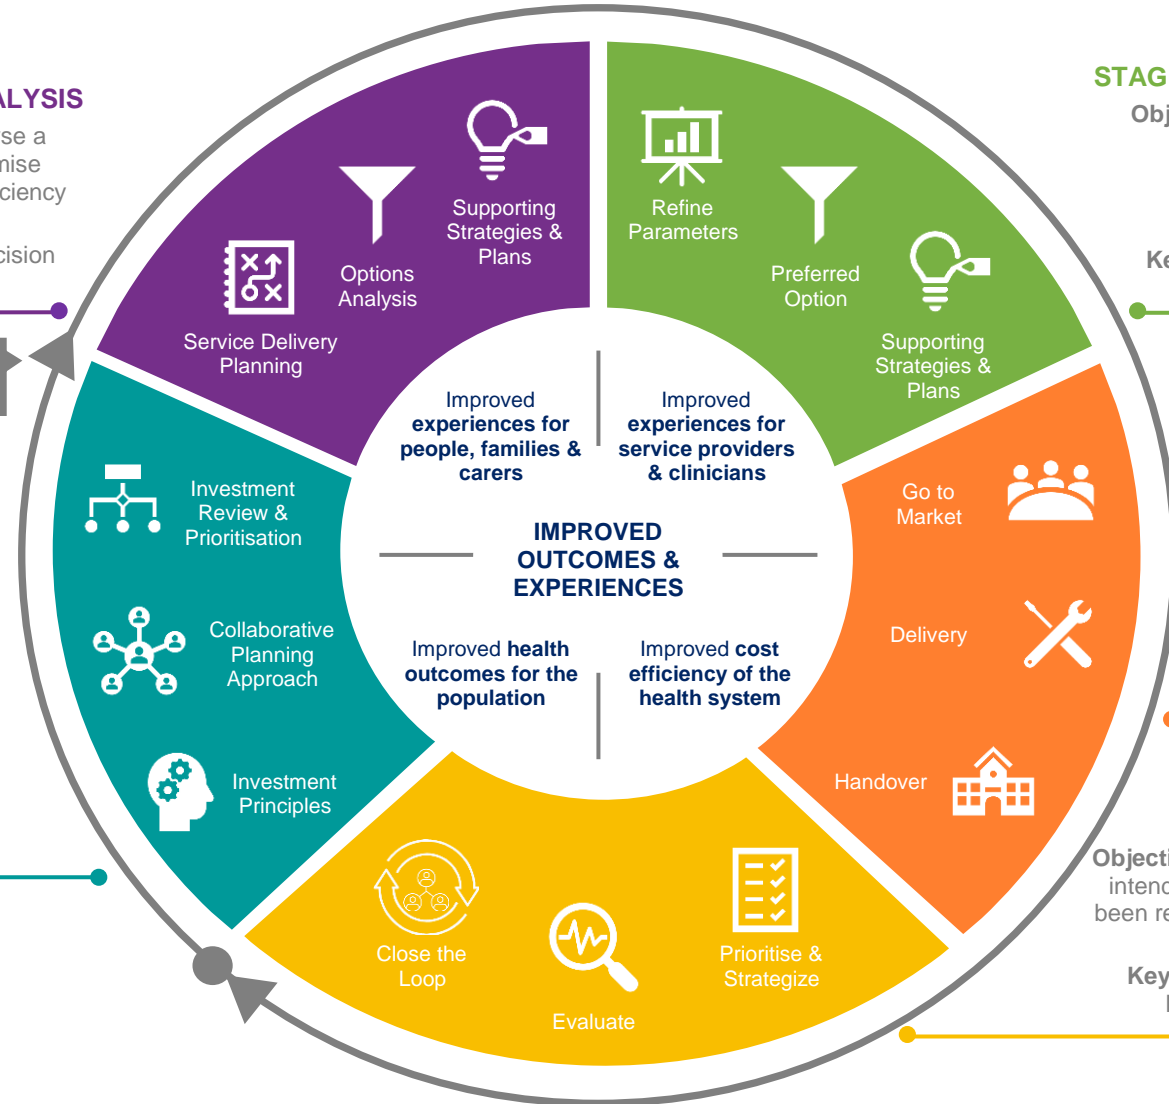 ALYSIS
se a
mise
iciency
cision
STAG
Obj
Ke
Supporting
Strategies &
Plans
Options
Analysis
Service Delivery
Planning
Refine
Parameters
Preferred
Option
Supporting
Strategies &
Plans
Go to
Market
Delivery
Handover
Prioritise &
Strategize
Evaluate
Close the
Loop
Investment
Principles
Collaborative
Planning
Approach
Investment
Review &
Prioritisation
Improved
experiences for
people, families &
carers
Improved
experiences for
service providers
& clinicians
IMPROVED
OUTCOMES &
EXPERIENCES
Improved health
outcomes for the
population
Improved cost
efficiency of the
health system
Objecti
intend
been re
Key